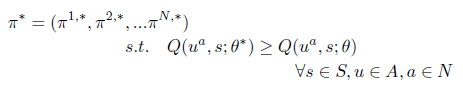 π* = (π^{1,*}, π^{2,*}, ...π^{N,*})
s.t. Q(u^a, s; θ*) ≥ Q(u^a, s; θ)
∀s ∈ S, u ∈ A, a ∈ N